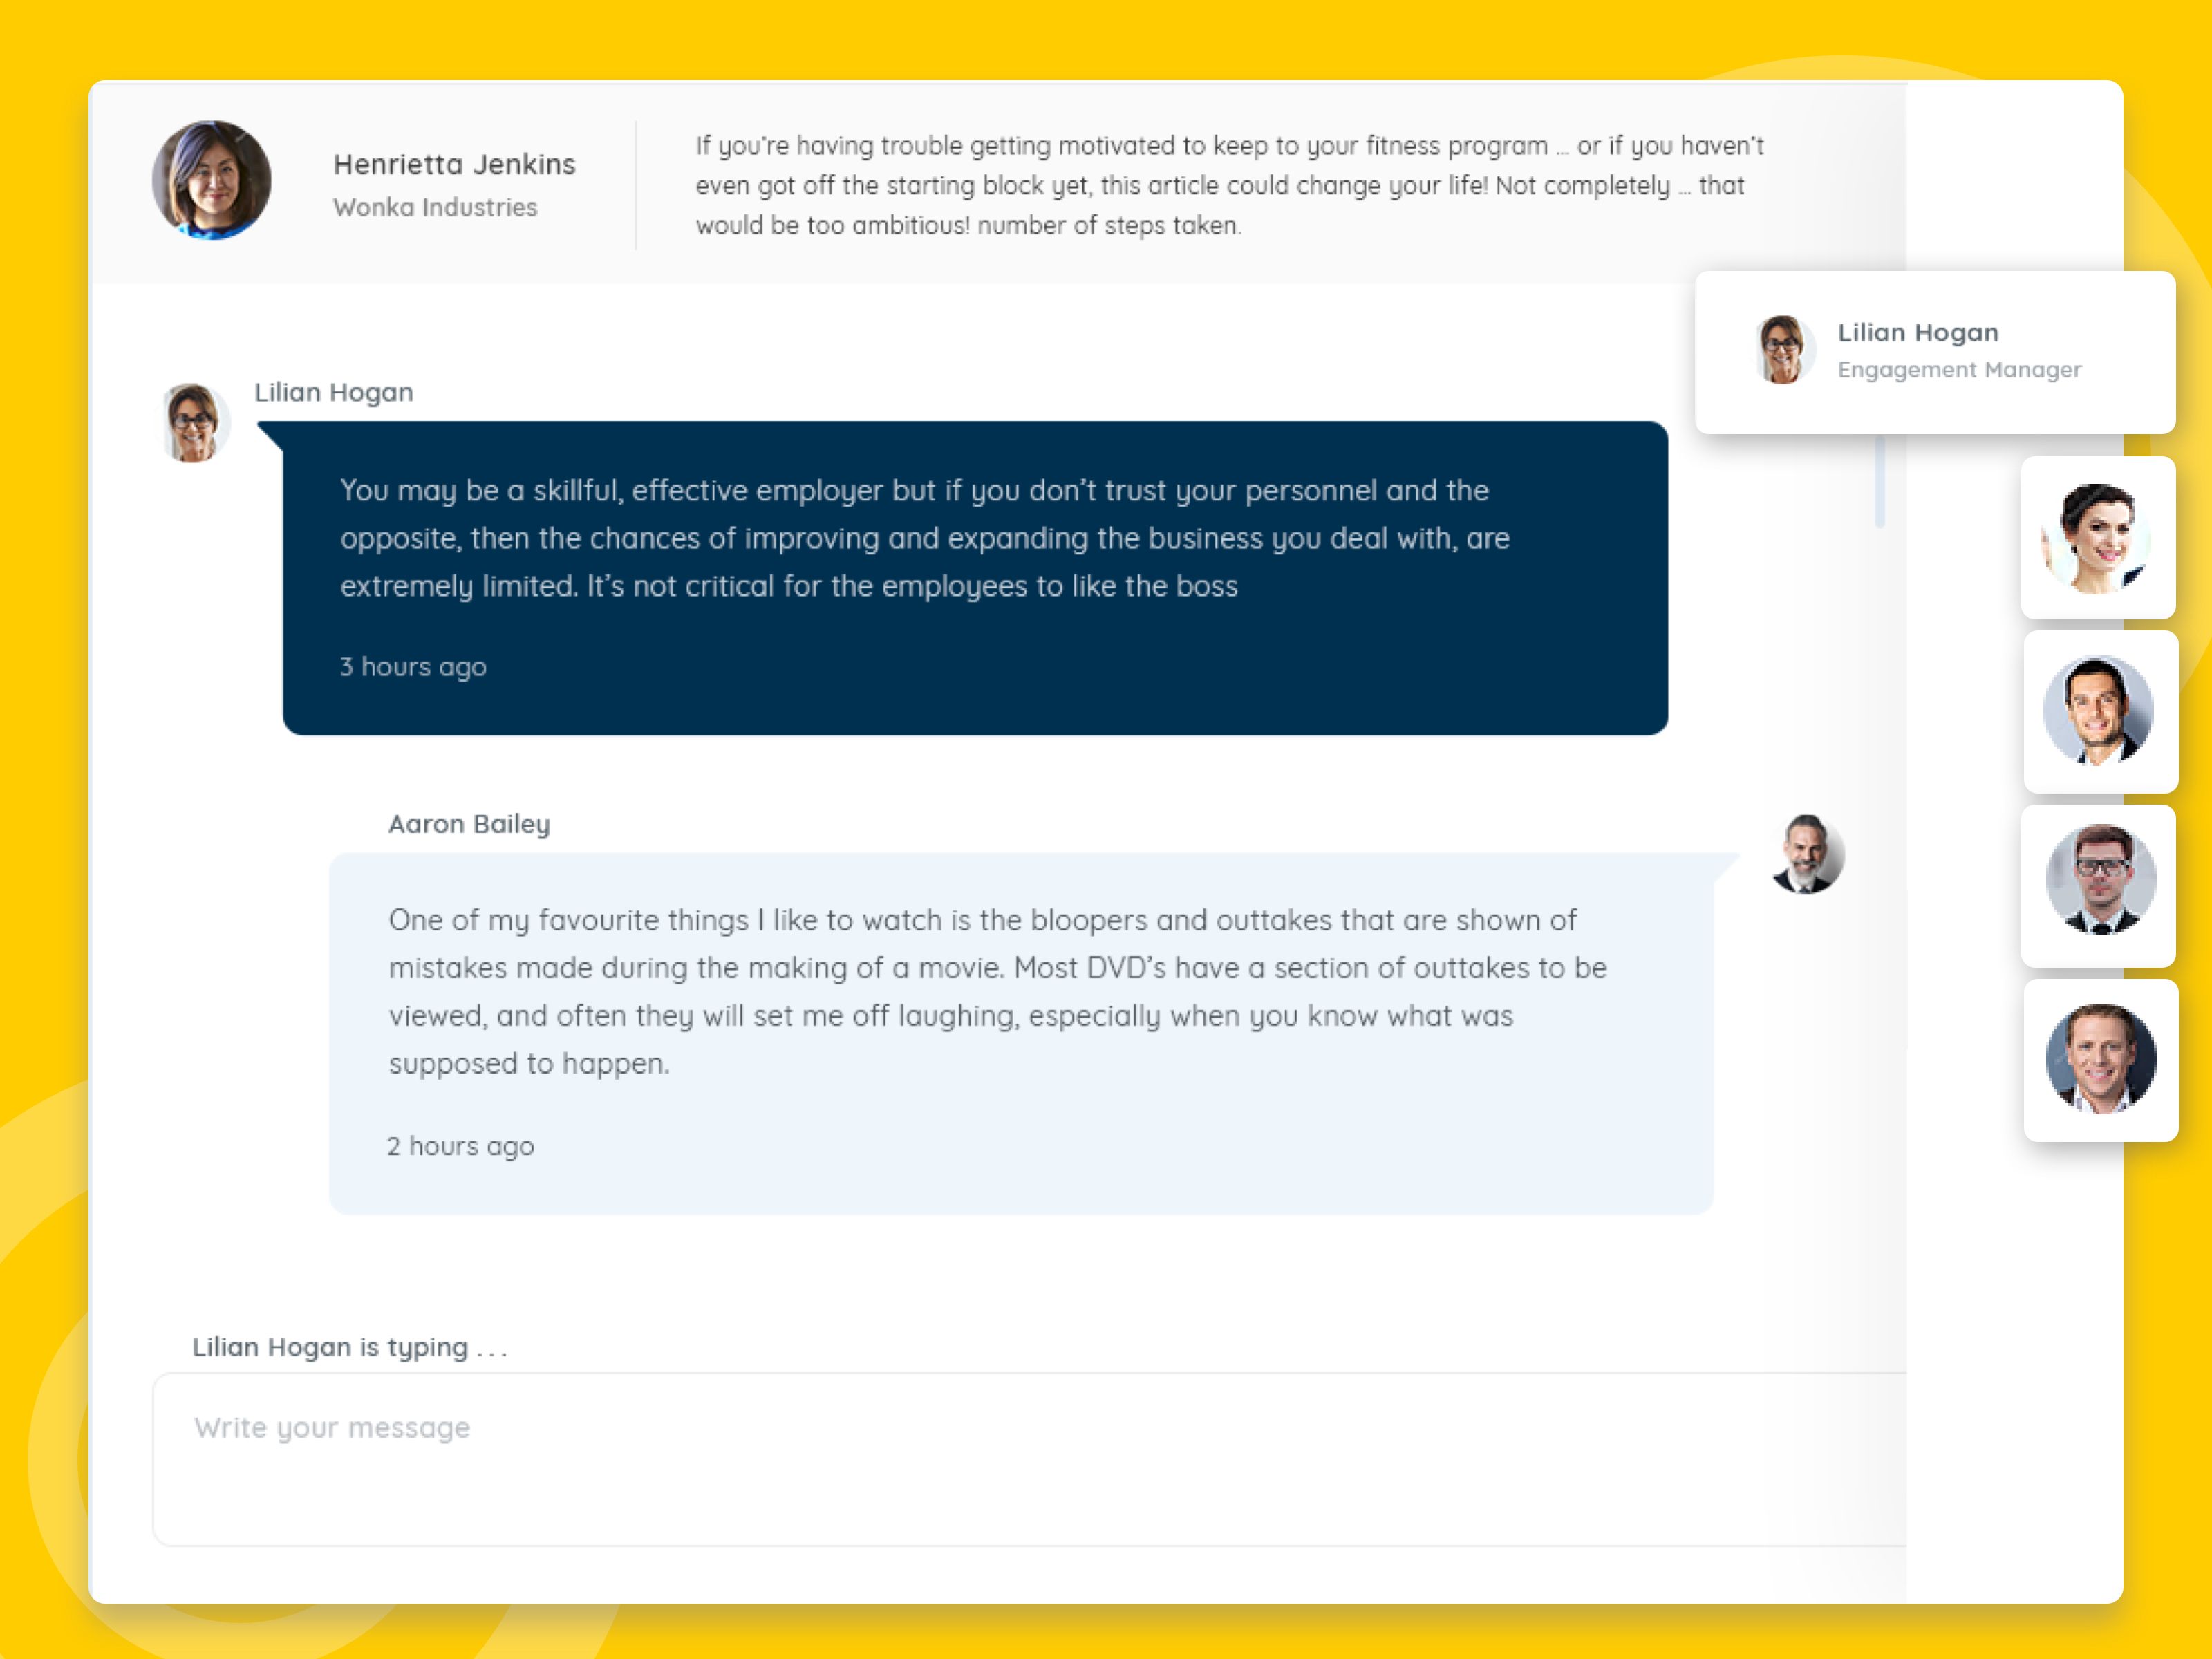 Henrietta Jenkins
Wonka Industries
If you're having trouble getting motivated to keep to your fitness program ... or if you haven't
even got off the starting block yet, this article could change your life! Not completely ... that
would be too ambitious! number of steps taken.
Lilian Hogan
Engagement Manager
Lilian Hogan
You may be a skillful, effective employer but if you don't trust your personnel and the
opposite, then the chances of improving and expanding the business you deal with, are
extremely limited. It's not critical for the employees to like the boss
3 hours ago
Aaron Bailey
One of my favourite things I like to watch is the bloopers and outtakes that are shown of
mistakes made during the making of a movie. Most DVD's have a section of outtakes to be
viewed, and often they will set me off laughing, especially when you know what was
supposed to happen.
2 hours ago
Lilian Hogan is typing . . .
Write your message